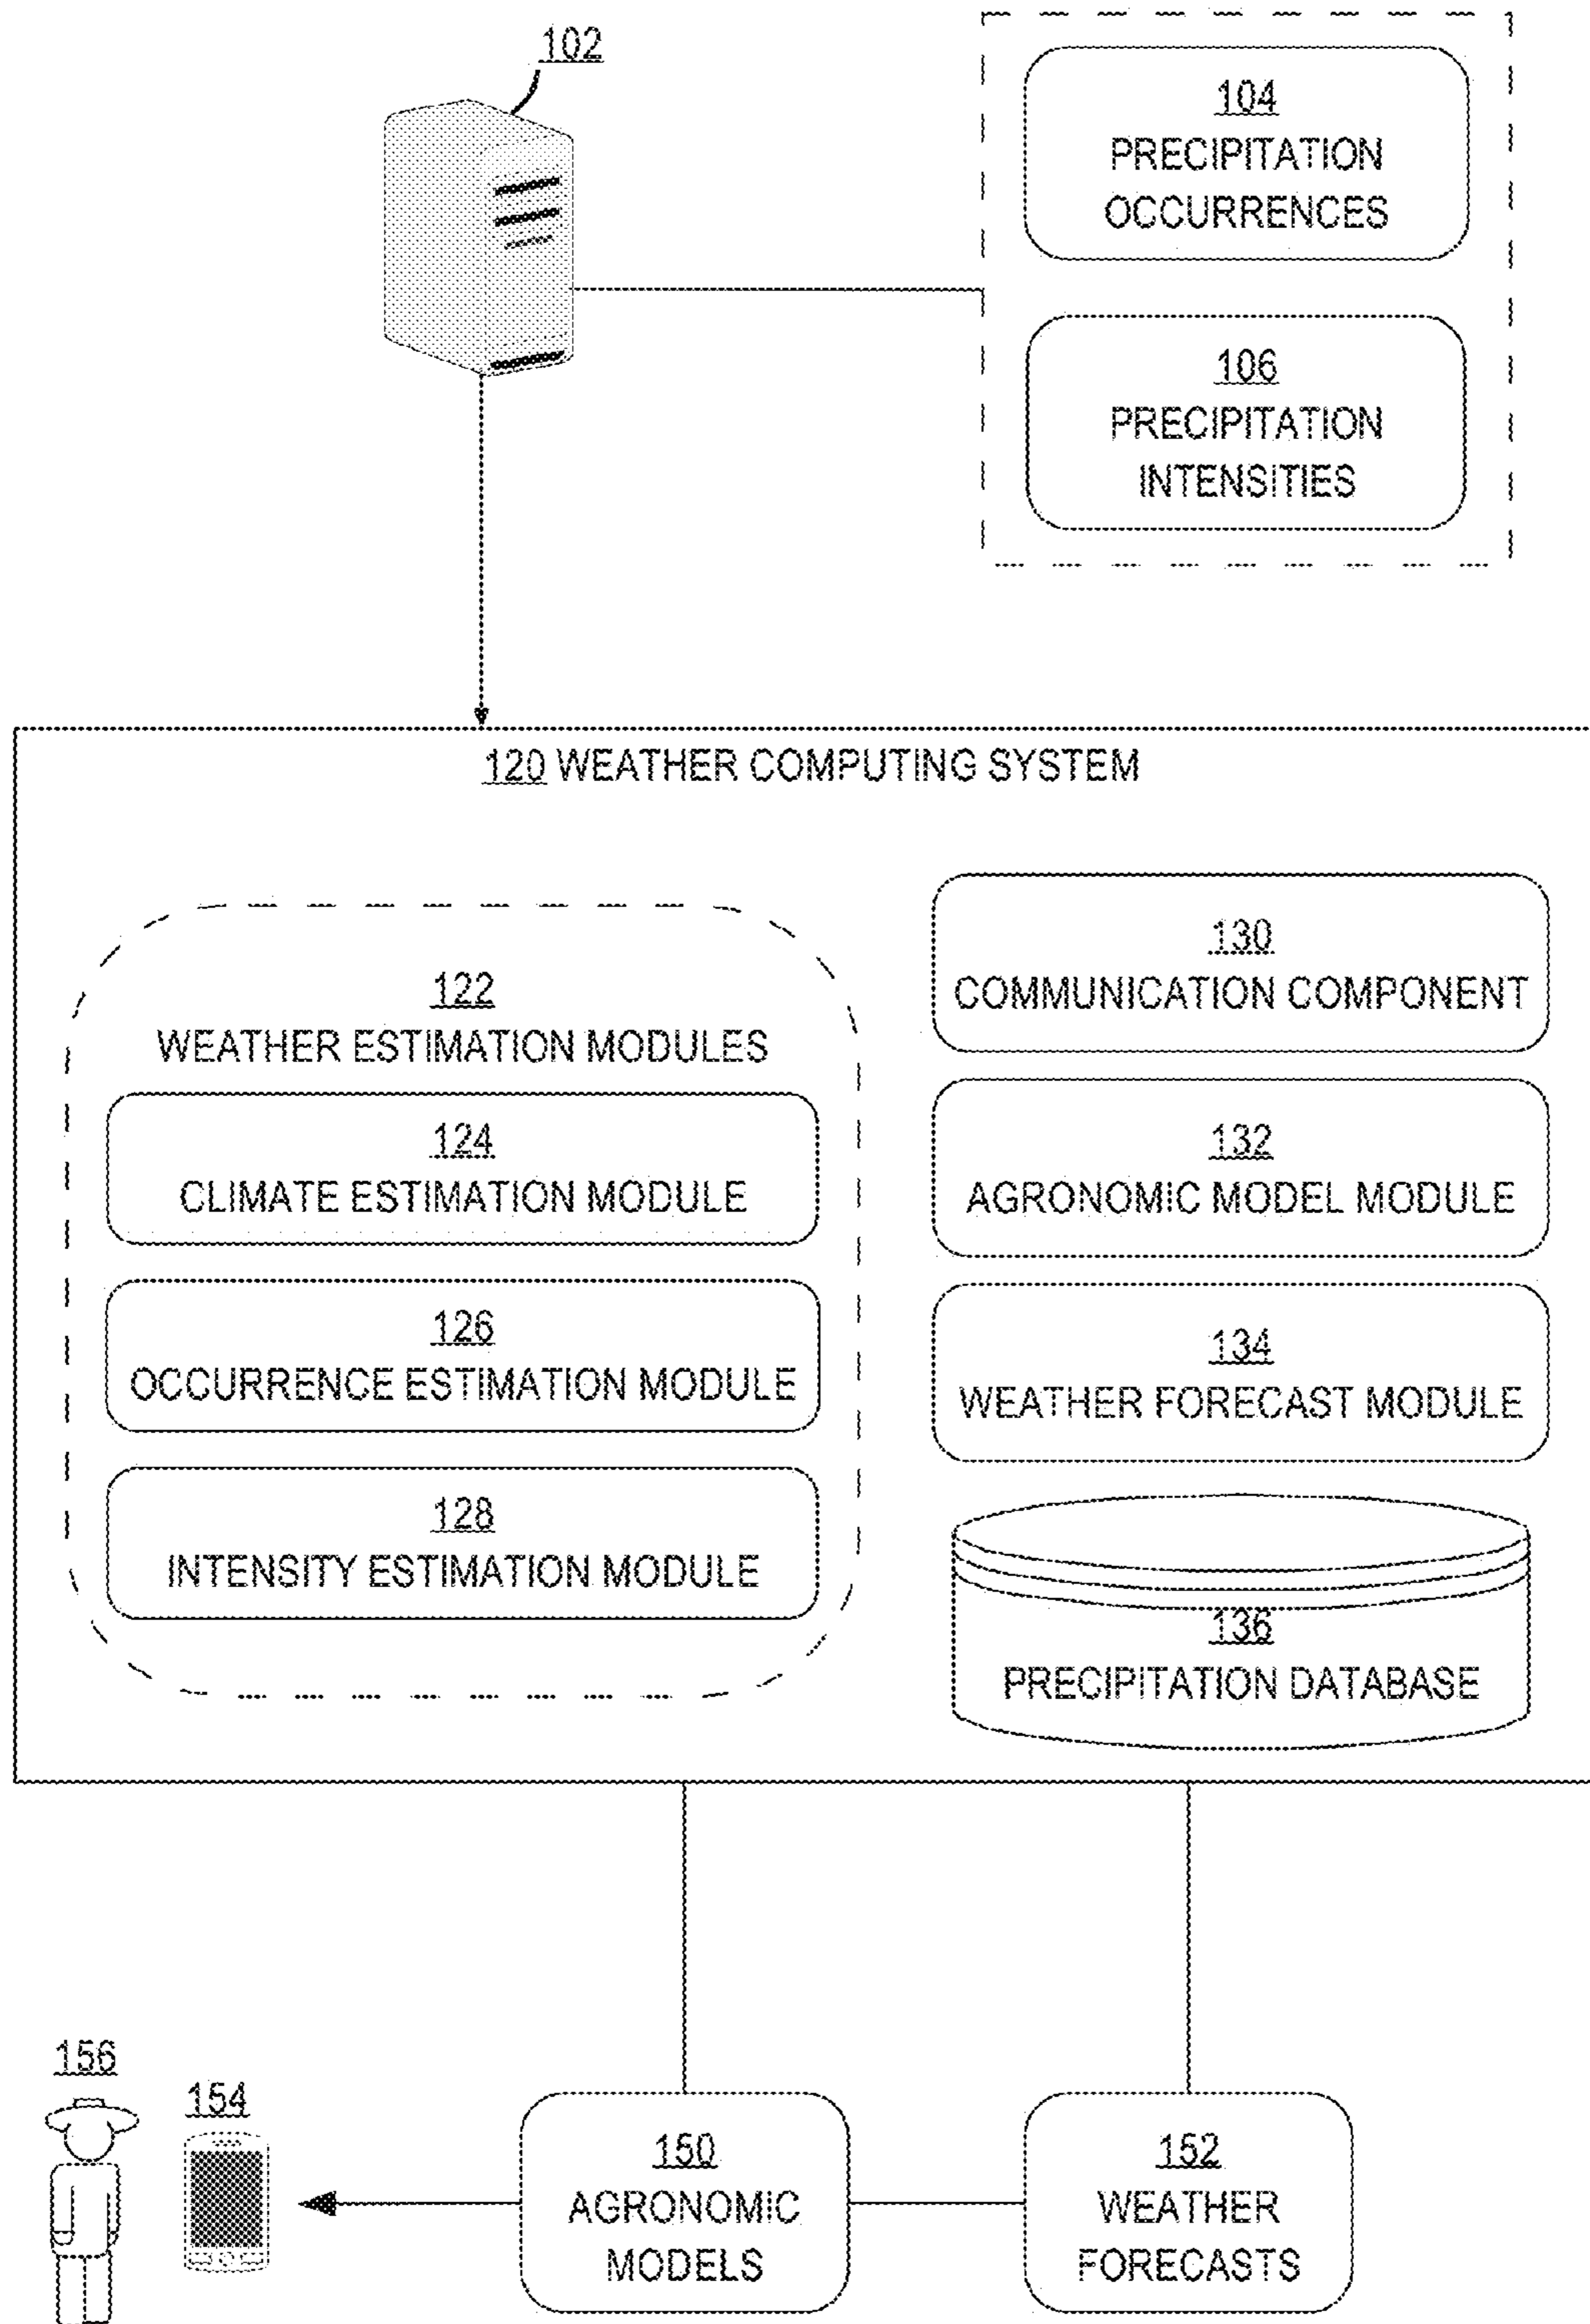 102
104
PRECIPITATION
OCCURRENCES
106
PRECIPITATION
INTENSITIES
120 WEATHER COMPUTING SYSTEM
122
WEATHER ESTIMATION MODULES
124
CLIMATE ESTIMATION MODULE
126
OCCURRENCE ESTIMATION MODULE
128
INTENSITY ESTIMATION MODULE
130
COMMUNICATION COMPONENT
132
AGRONOMIC MODEL MODULE
134
WEATHER FORECAST MODULE
136
PRECIPITATION DATABASE
156
154
150
AGRONOMIC
MODELS
152
WEATHER
FORECASTS